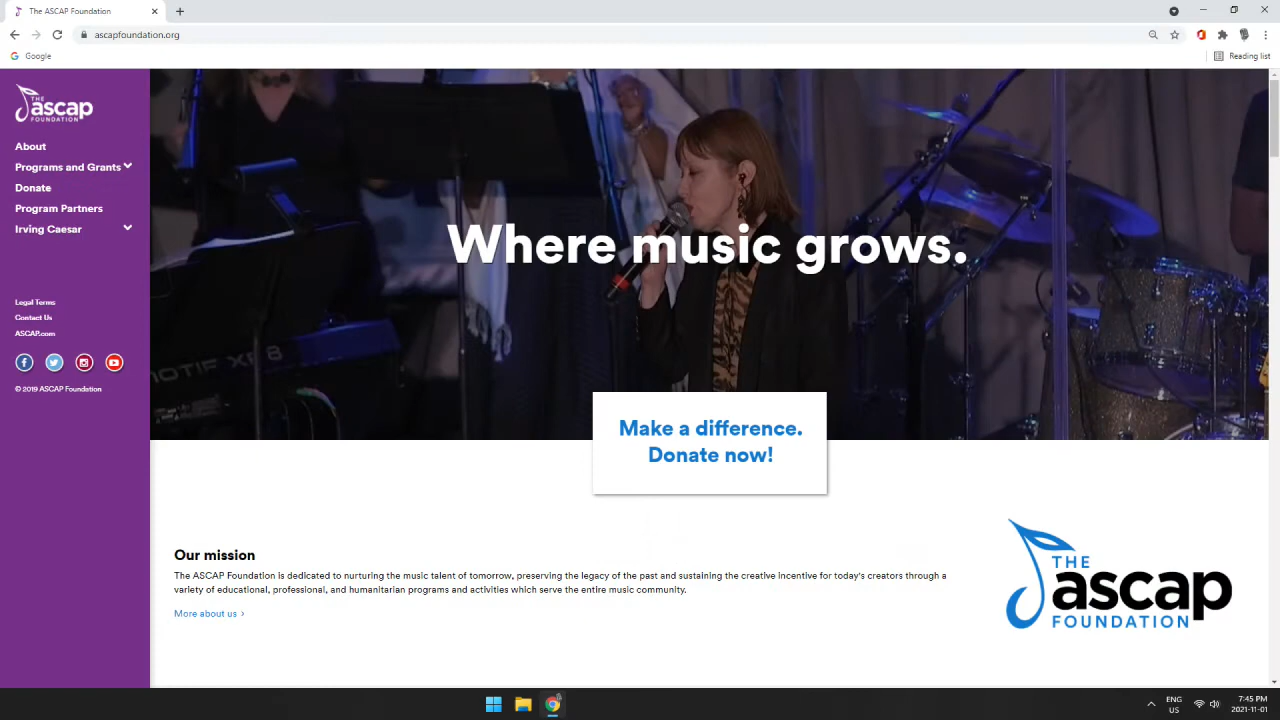 The ASCAP Foundation
ascapfoundation.org
Google
Reading list
THE
ascap
FOUNDATION
About
Programs and Grants
Donate
Program Partners
Irving Caesar
Legal Terms
Contact Us
ASCAP.com
© 2019 ASCAP Foundation
Where music grows.
MOTIF XF8
Make a difference.
Donate now!
Our mission
The ASCAP Foundation is dedicated to nurturing the music talent of tomorrow, preserving the legacy of the past and sustaining the creative incentive for today's creators through a
variety of educational, professional, and humanitarian programs and activities which serve the entire music community.
More about us ›
THE
ascap
FOUNDATION
ENG
US
7:45 PM
2021-11-01